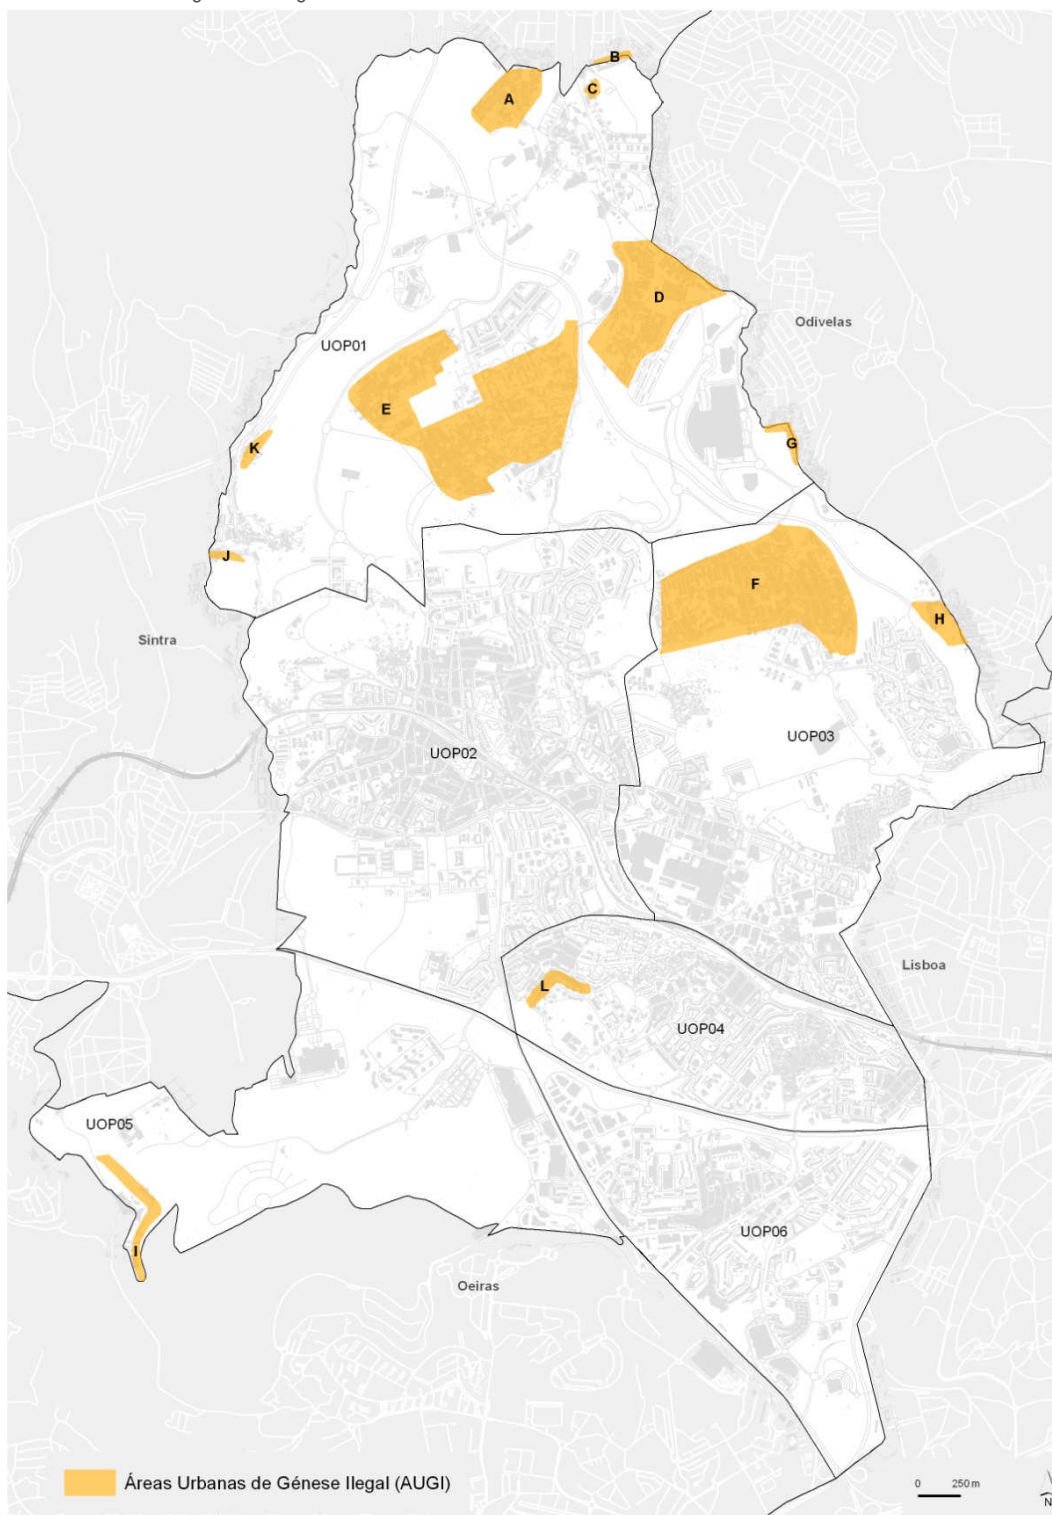 B
A
C
D
Odivelas
UOP01
E
K
G
J
F
H
Sintra
UOP03
UOP02
Lisboa
L
UOP04
UOP05
UOP06
I
Oeiras
Áreas Urbanas de Génese Ilegal (AUGI)
0 250 m
N